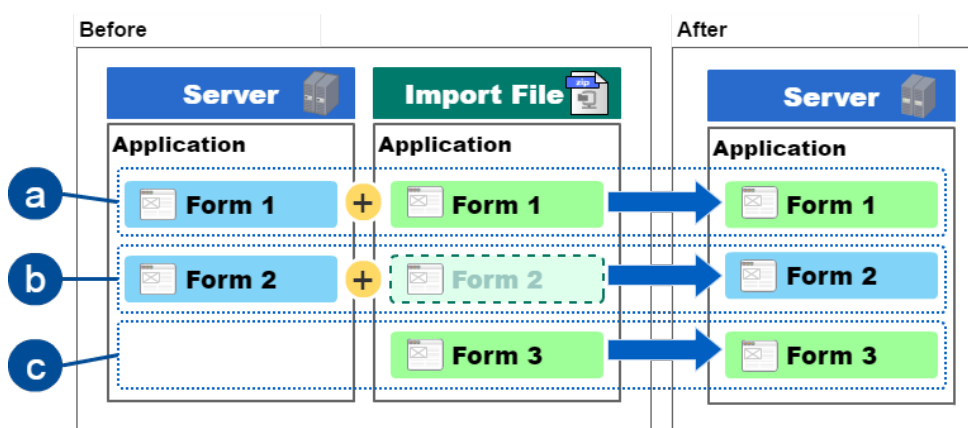 Before
After
Server
zip
Import File
Server
Application
Application
Application
a
Form 1
+
Form 1
Form 1
b
Form 2
+
Form 2
Form 2
c
Form 3
Form 3